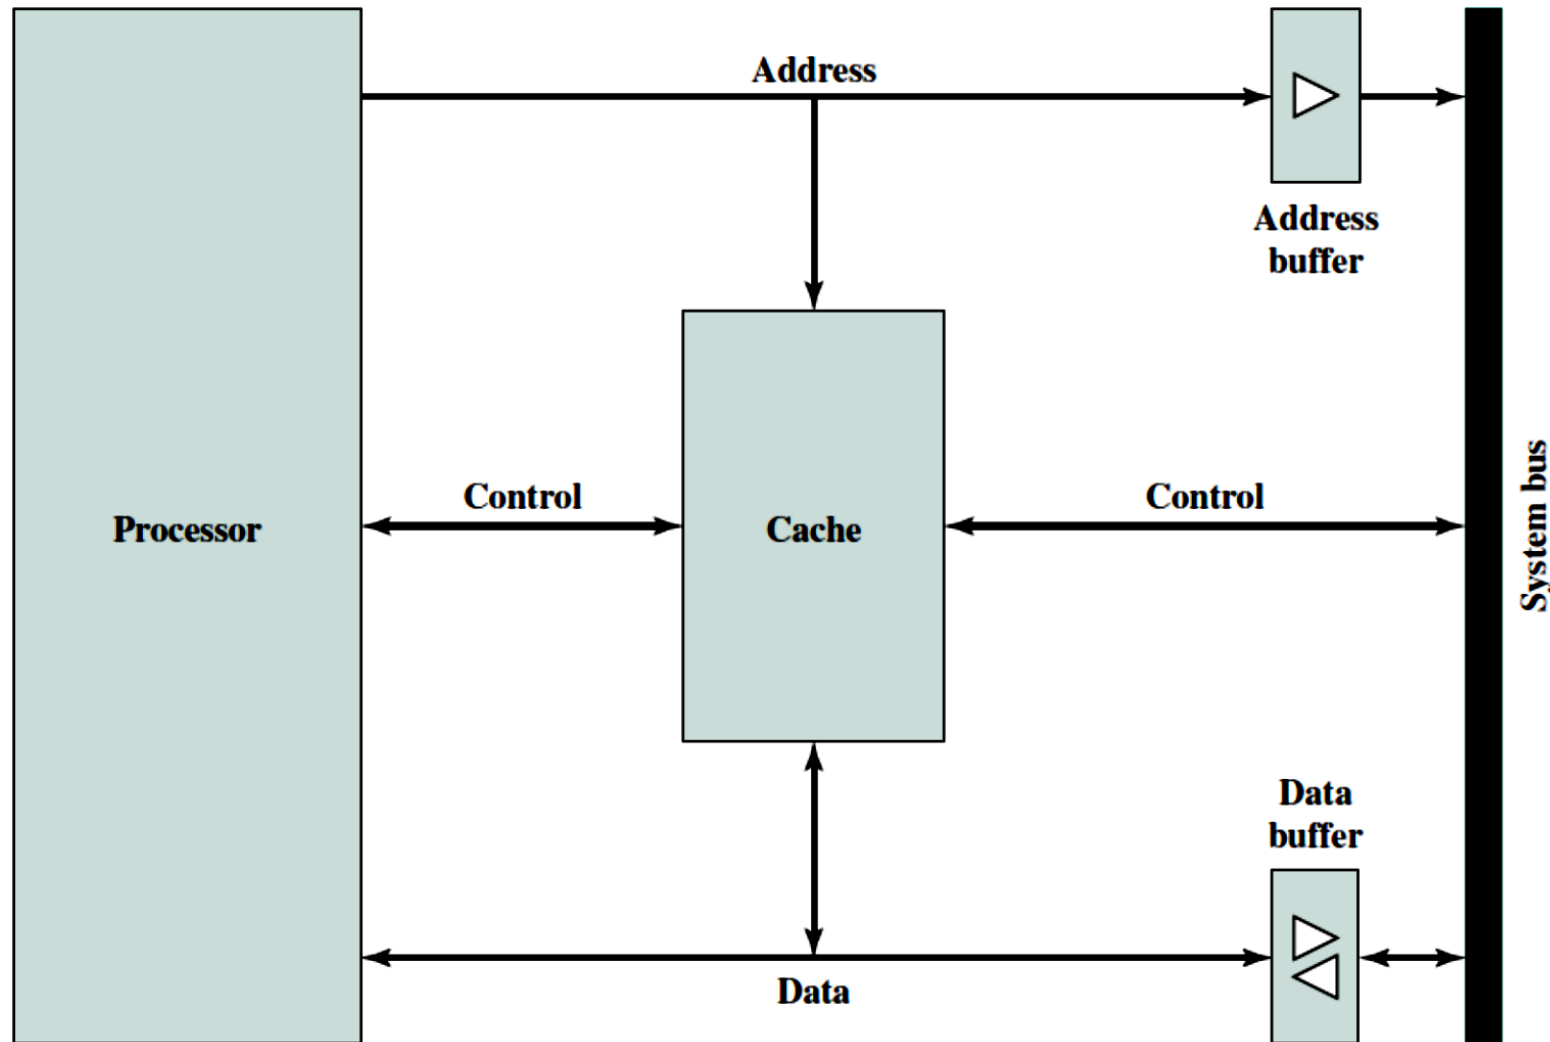 Address
Address
buffer
Control
Control
Processor
Cache
System bus
Data
buffer
Data